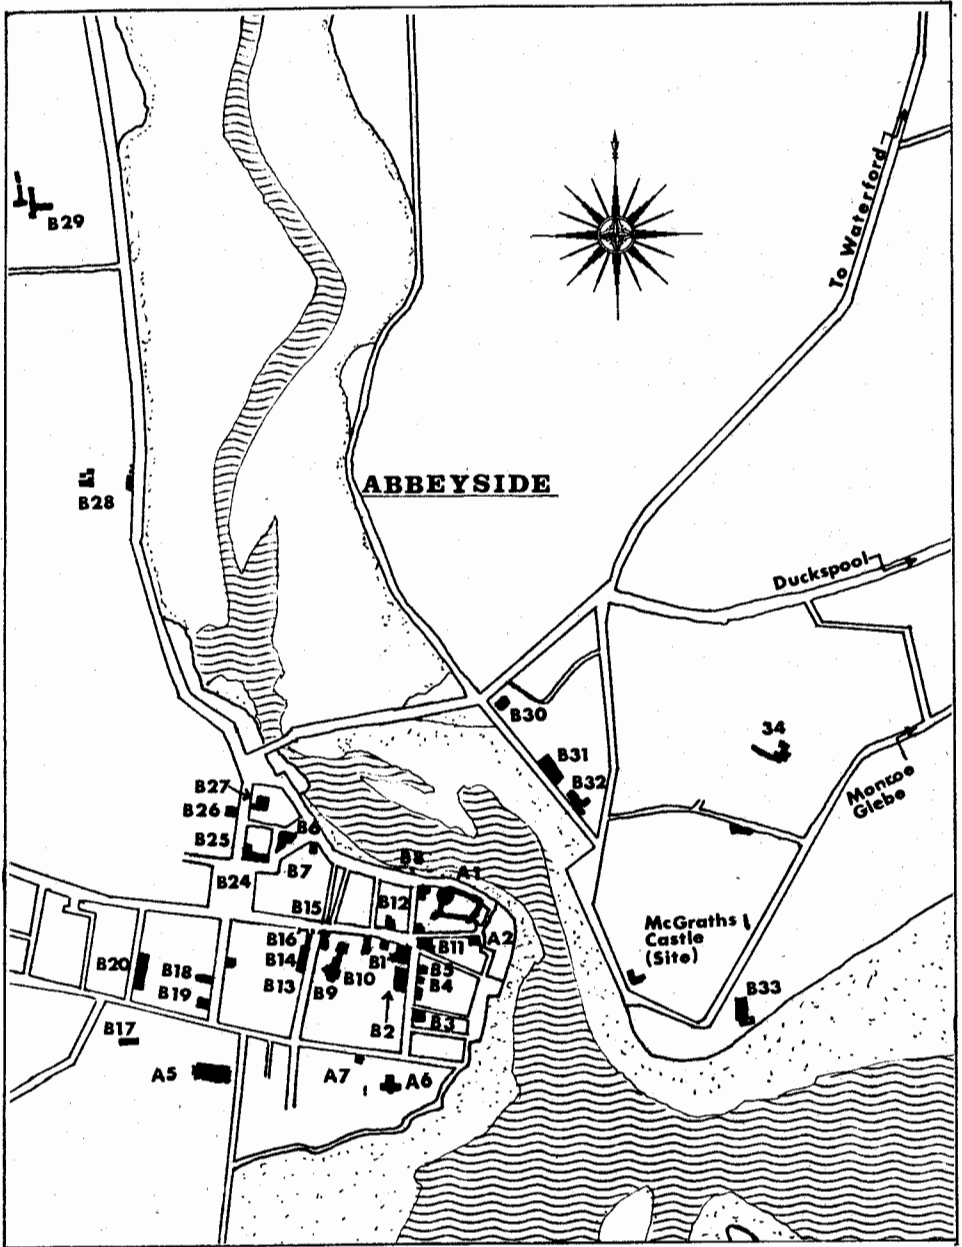 To Waterford
B29
ABBEYSIDE
B28
Duckspool
B30
34
B31
B32
Monroe
Glebe
B27
B26
B6
B25
B7
B8
A1
B24
B12
B15
McGraths
Castle
(Site)
B16
B14
B11
A2
B1
B20
B18
B10
B5
B4
B13
B9
B19
B33
B2
B3
B17
A5
A7
A6